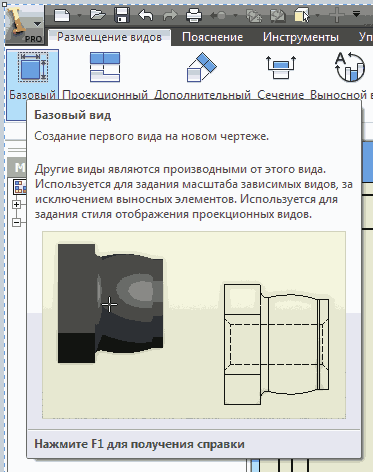 PRO
Размещение видов Пояснение Инструменты Уп
Базовый Проекционный Дополнительный Сечение Выносной в
A
Базовый вид
Создание первого вида на новом чертеже.
Другие виды являются производными от этого вида.
Используется для задания масштаба зависимых видов, за
исключением выносных элементов. Используется для
задания стиля отображения проекционных видов.
Нажмите F1 для получения справки